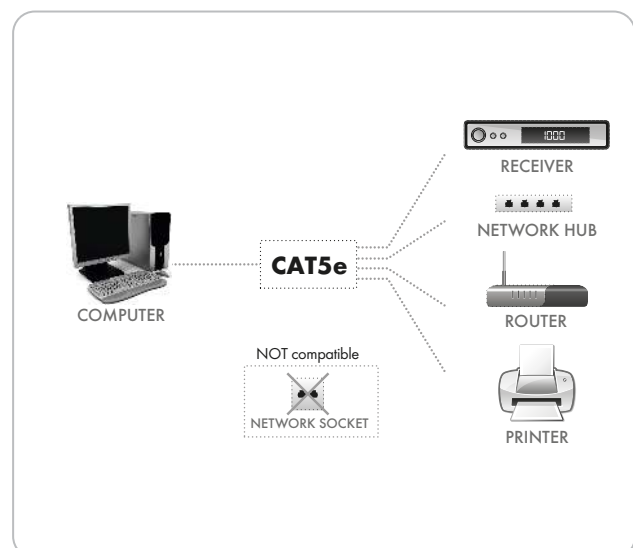 1000
RECEIVER
NETWORK HUB
CAT5e
COMPUTER
ROUTER
NOT compatible
NETWORK SOCKET
PRINTER